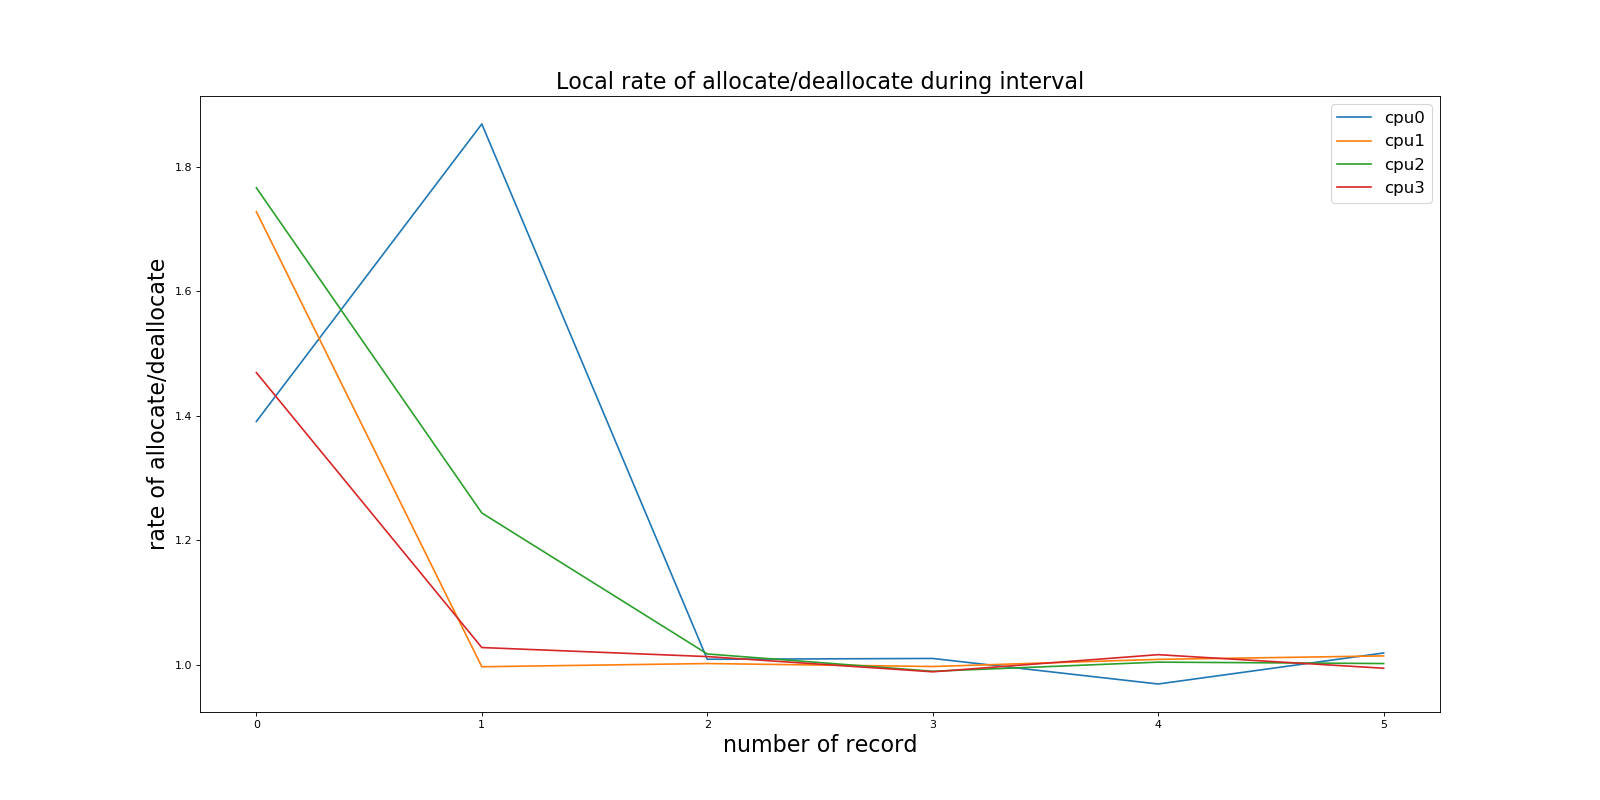 Local rate of allocate/deallocate during interval
cpu0
cpu1
cpu2
cpu3
rate of allocate/deallocate
1.8
1.6
1.4
1.2
1.0
0 1 2 3 4 5
number of record